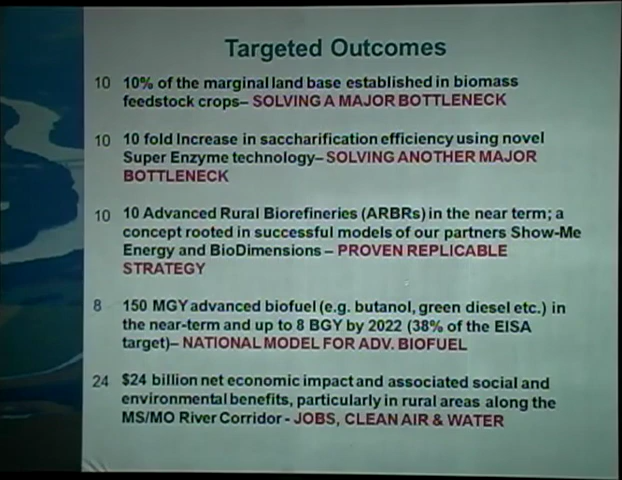 Targeted Outcomes
10 10% of the marginal land base established in biomass
feedstock crops– SOLVING A MAJOR BOTTLENECK
10 10 fold Increase in saccharification efficiency using novel
Super Enzyme technology– SOLVING ANOTHER MAJOR
BOTTLENECK
10 10 Advanced Rural Biorefineries (ARBRs) in the near term; a
concept rooted in successful models of our partners Show-Me
Energy and BioDimensions – PROVEN REPLICABLE
STRATEGY
8 150 MGY advanced biofuel (e.g. butanol, green diesel etc.) in
the near-term and up to 8 BGY by 2022 (38% of the EISA
target)– NATIONAL MODEL FOR ADV. BIOFUEL
24 $24 billion net economic impact and associated social and
environmental benefits, particularly in rural areas along the
MS/MO River Corridor - JOBS, CLEAN AIR & WATER